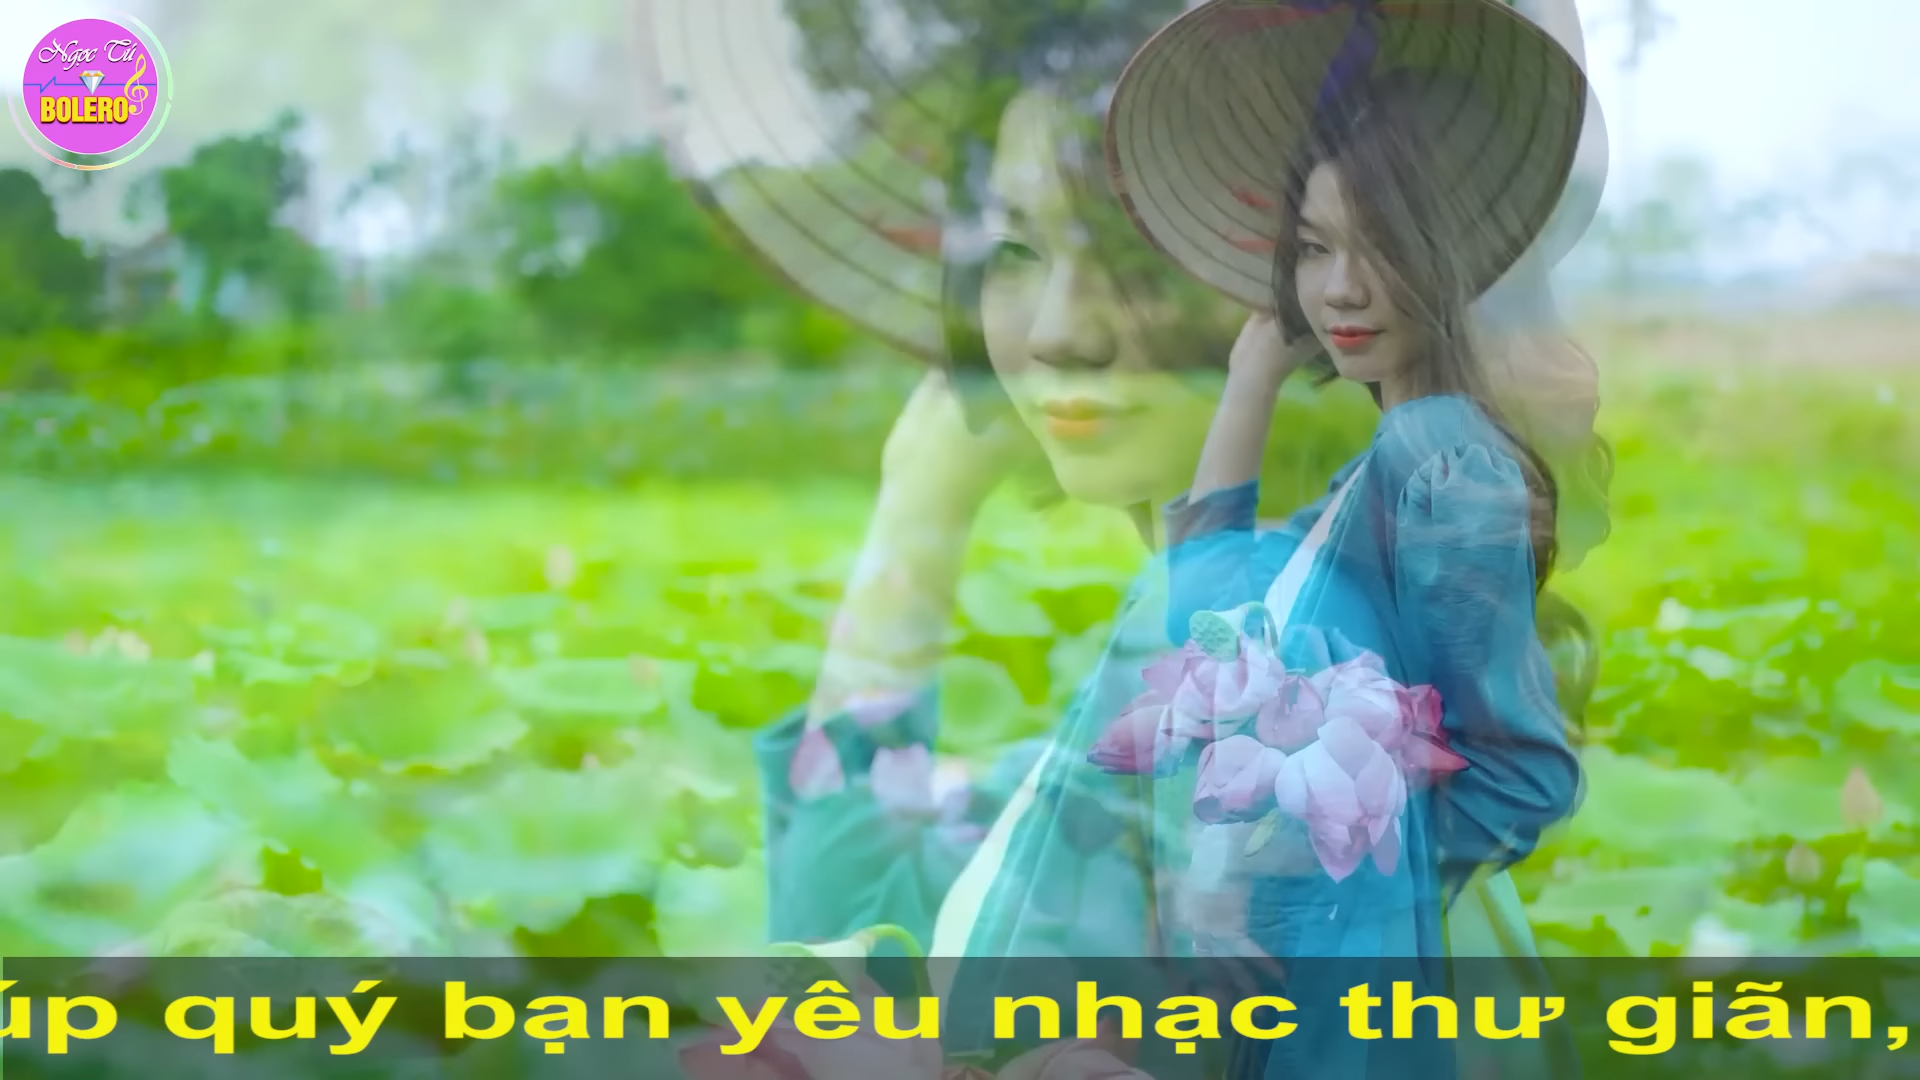 Ngọc Tú
BOLERO
úp quý bạn yêu nhạc thư giãn,